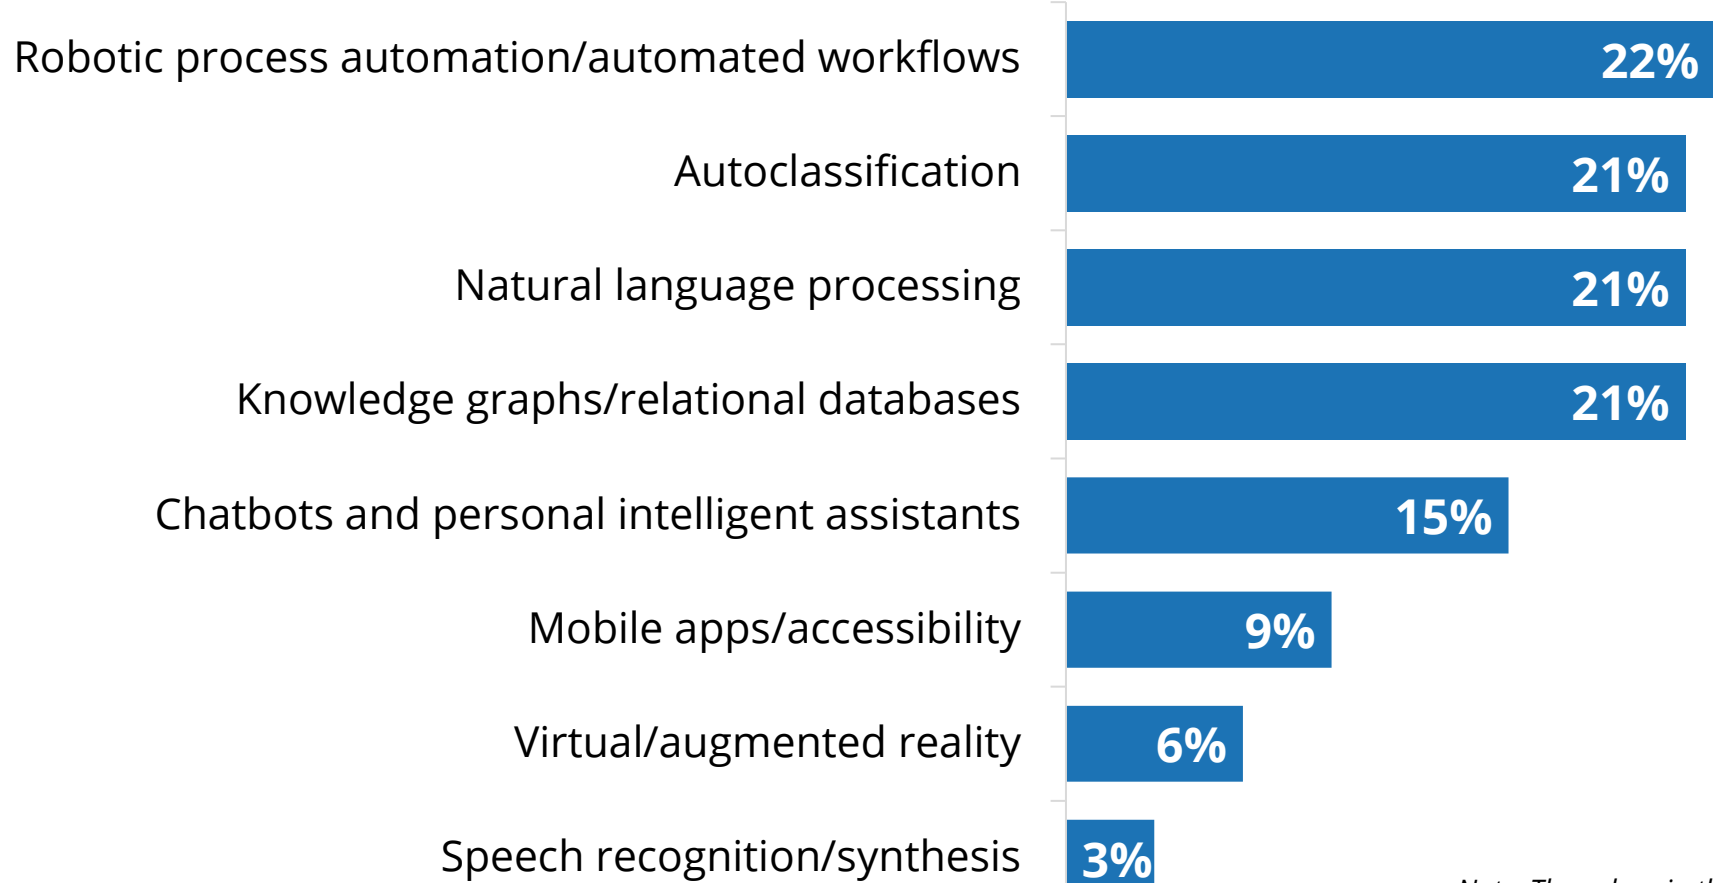 Robotic process automation/automated workflows 22%
Autoclassification 21%
Natural language processing 21%
Knowledge graphs/relational databases 21%
Chatbots and personal intelligent assistants 15%
Mobile apps/accessibility 9%
Virtual/augmented reality 6%
Speech recognition/synthesis 3%